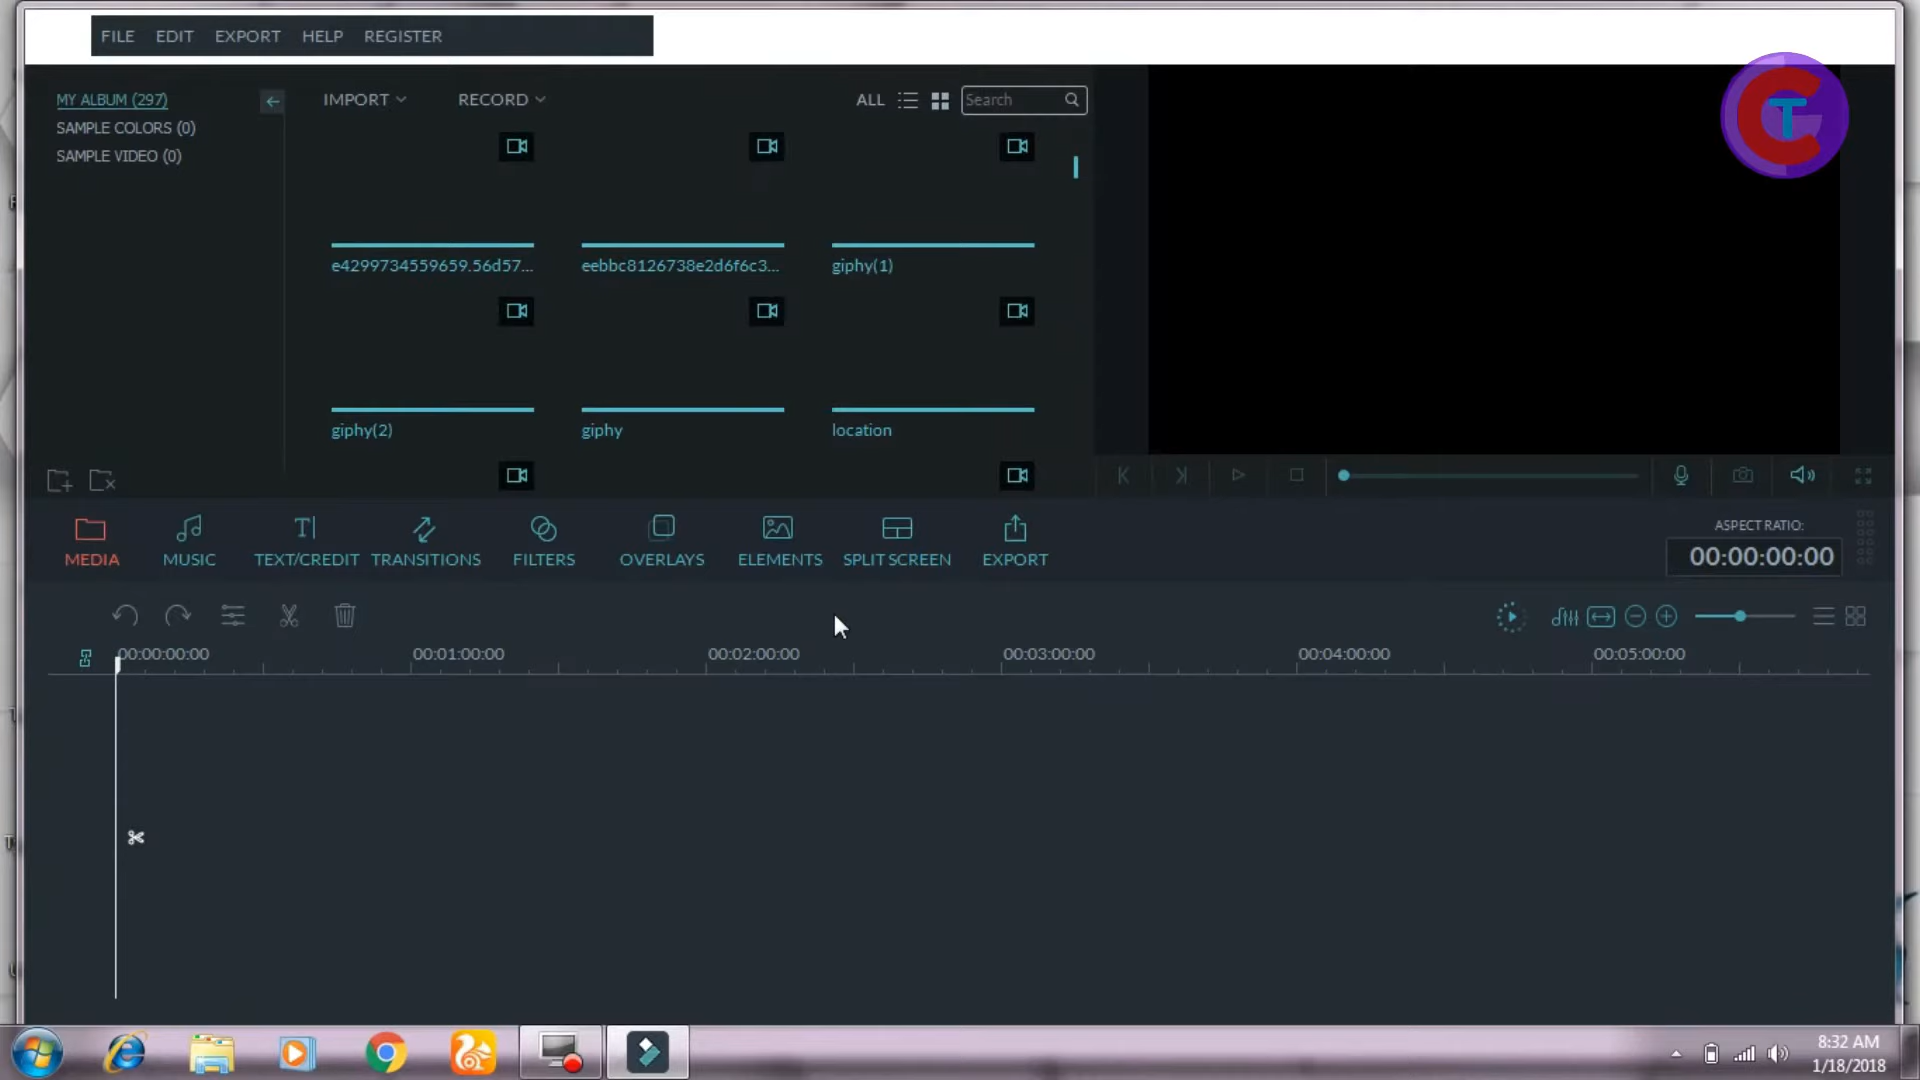 FILE EDIT EXPORT HELP REGISTER
MY ALBUM (297)
SAMPLE COLORS (0)
SAMPLE VIDEO (0)
IMPORT RECORD ALL Search
e4299734559659.56d57... eebbc8126738e2d6f6c3... giphy(1)
giphy(2) giphy location
MEDIA MUSIC TEXT/CREDIT TRANSITIONS FILTERS OVERLAYS ELEMENTS SPLIT SCREEN EXPORT
ASPECT RATIO:
00:00:00:00
00:00:00:00 00:01:00:00 00:02:00:00 00:03:00:00 00:04:00:00 00:05:00:00
8:32 AM
1/18/2018